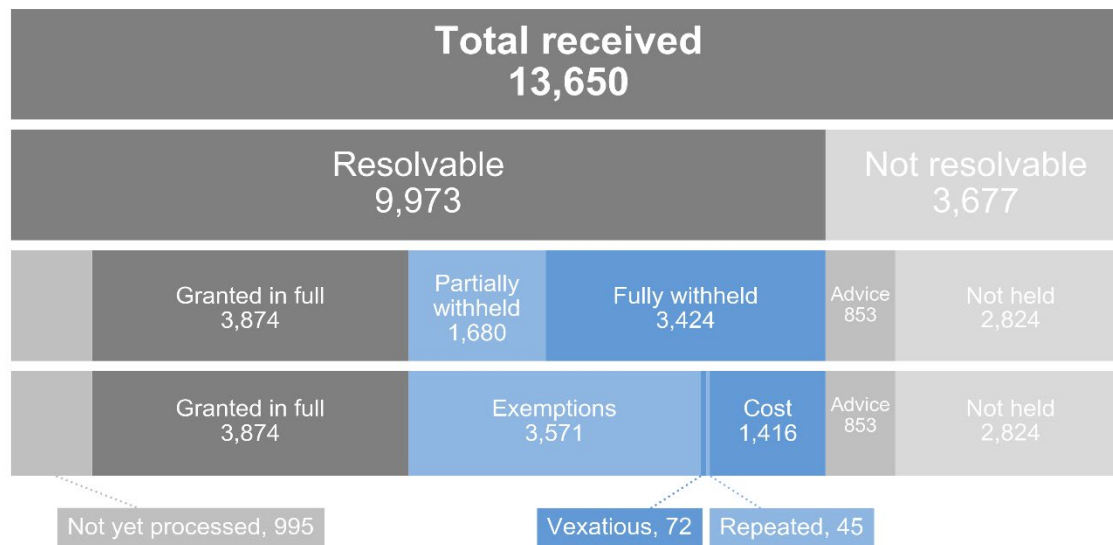 Total received
13,650
Resolvable
9,973
Not resolvable
3,677
Granted in full
3,874
Partially
withheld
1,680
Fully withheld
3,424
Advice
853
Not held
2,824
Granted in full
3,874
Exemptions
3,571
Cost
1,416
Advice
853
Not held
2,824
Not yet processed, 995
Vexatious, 72
Repeated, 45